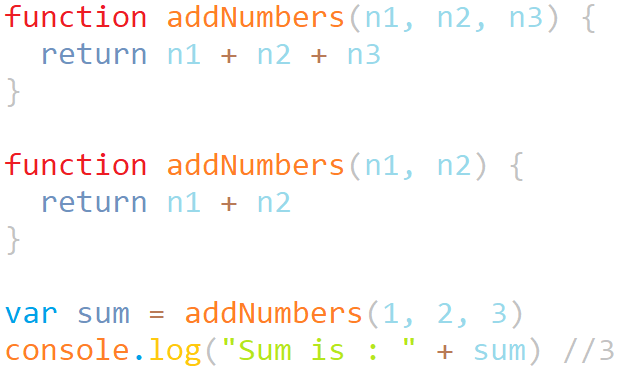 function addNumbers(n1, n2, n3) {
  return n1 + n2 + n3
}

function addNumbers(n1, n2) {
  return n1 + n2
}

var sum = addNumbers(1, 2, 3)
console.log("Sum is : " + sum) //3